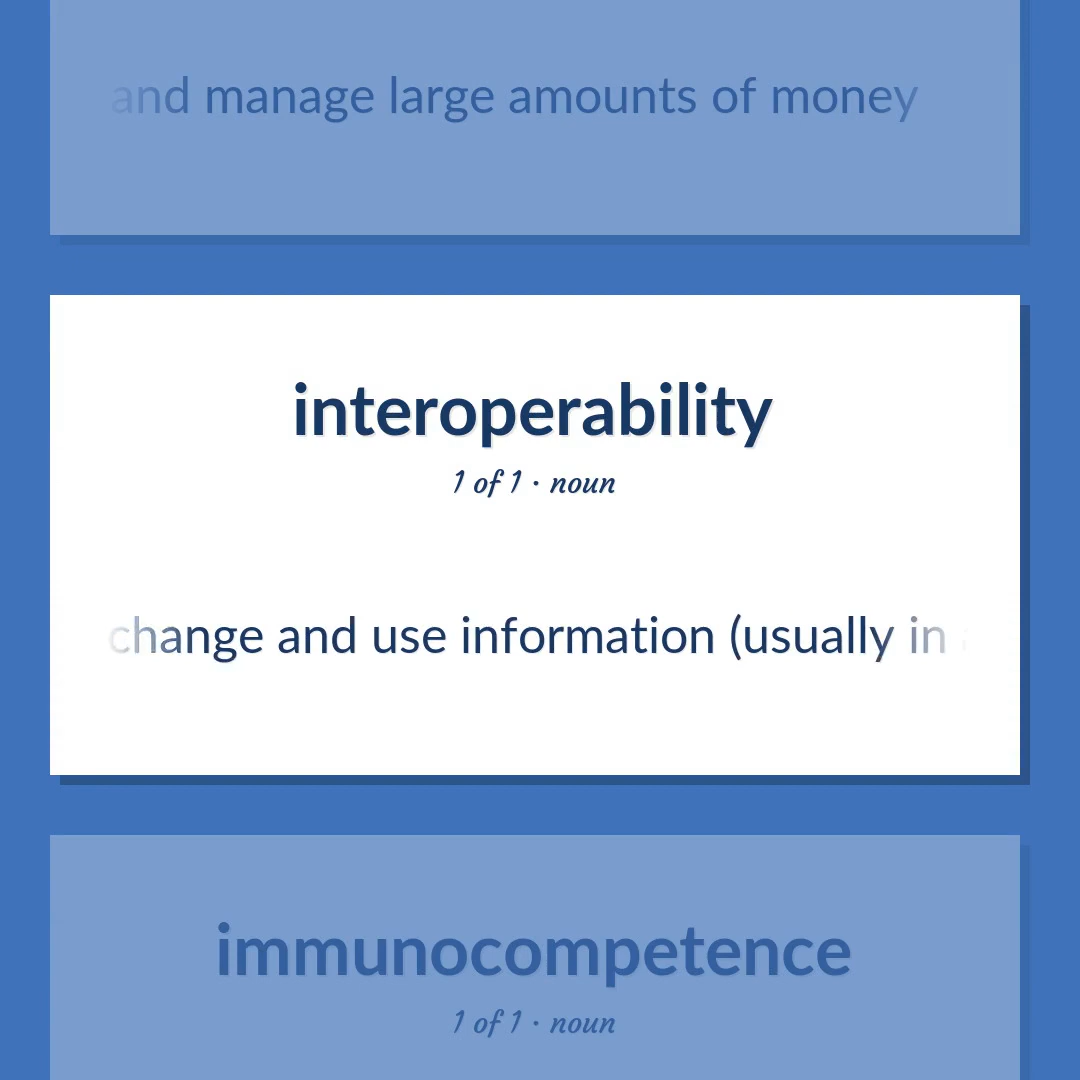 and manage large amounts of money
interoperability
1 of 1 · noun
change and use information (usually in
immunocompetence
1 of 1 · noun